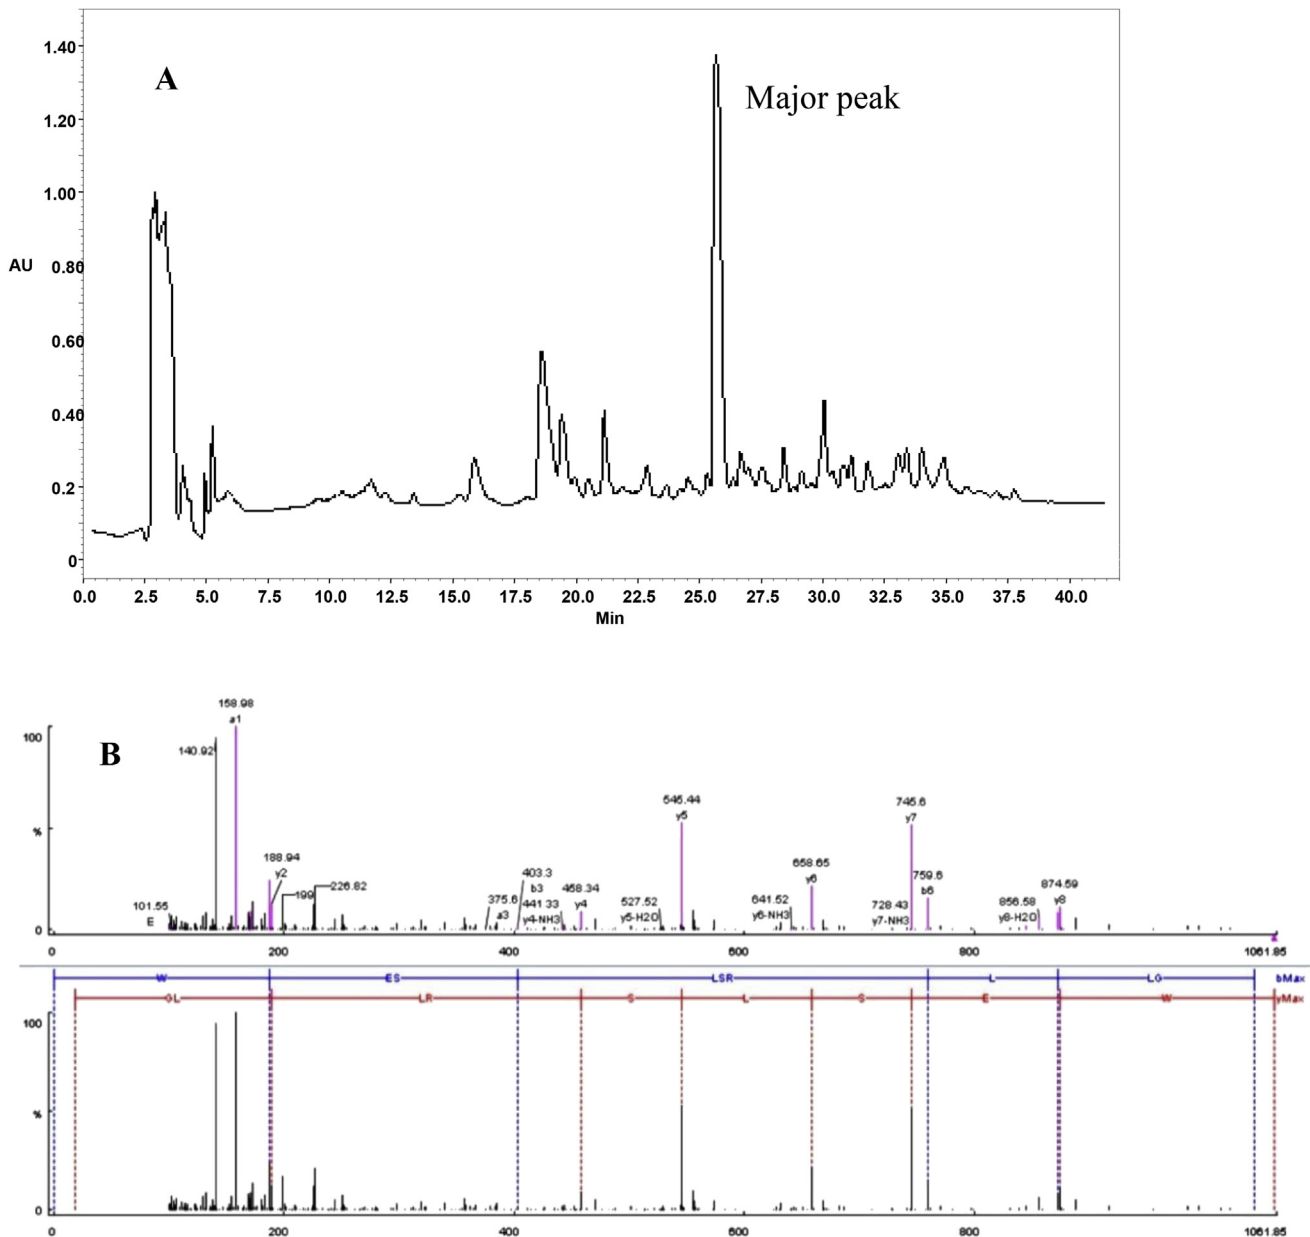 A
Major peak
1.40
1.20
1.00
AU
0.80
0.60
0.40
0.2
0
0.0 2.5 5.0 7.5 10.0 12.5 15.0 17.5 20.0 22.5 25.0 27.5 30.0 32.5 35.0 37.5 40.0
Min
B
158.98
a1
100
140.92
545.44
y5
745.6
y7
%
188.94
y2
199
226.82
403.3
b3
658.65
y6
759.6
b6
874.59
y8
101.55
E
375.6
a3
441.33
y4-NH3
458.34
y4
527.52
y5-H2O
641.52
y6-NH3
728.43
y7-NH3
856.58
y8-H2O
0
0 200 400 600 800 1061.85
W ES LSR L LG bMax
GL LR S L S E W yMax
100
%
0
0 200 400 600 800 1061.85